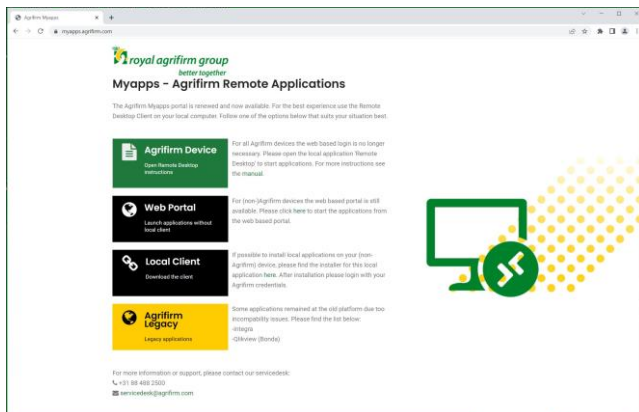 Agrifirm Myapps
myapps.agrifirm.com
royal agrifirm group
better together
Myapps - Agrifirm Remote Applications
The Agrifirm Myapps portal is renewed and now available. For the best experience use the Remote
Desktop Client on your local computer. Follow one of the options below that suits your situation best.
Agrifirm Device
Open Remote Desktop
instructions
For all Agrifirm devices the web based login is no longer
necessary. Please open the local application 'Remote
Desktop' to start applications. For more instructions see
the manual.
Web Portal
Launch applications without
local client
For (non-)Agrifirm devices the web based portal is still
available. Please click here to start the applications from
the web based portal.
Local Client
Download the client
If possible to install local applications on your (non-
Agrifirm) device, please find the installer for this local
application here. After installation please login with your
Agrifirm credentials.
Agrifirm
Legacy
Legacy applications
Some applications remained at the old platform due too
incompability issues. Please find the list below:
-Integra
-Qlikview (Bonda)
For more information or support, please contact our servicedesk:
+31 88 488 2500
servicedesk@agrifirm.com